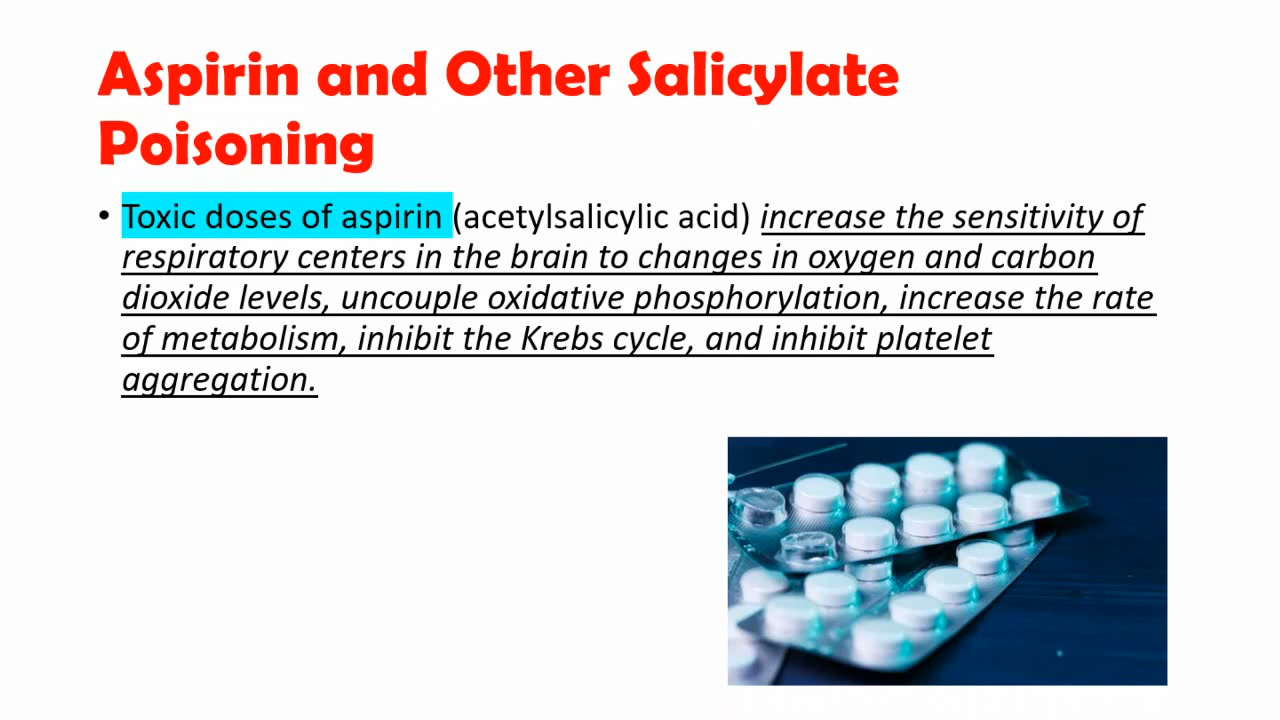 Aspirin and Other Salicylate
Poisoning
• Toxic doses of aspirin (acetylsalicylic acid) increase the sensitivity of
respiratory centers in the brain to changes in oxygen and carbon
dioxide levels, uncouple oxidative phosphorylation, increase the rate
of metabolism, inhibit the Krebs cycle, and inhibit platelet
aggregation.